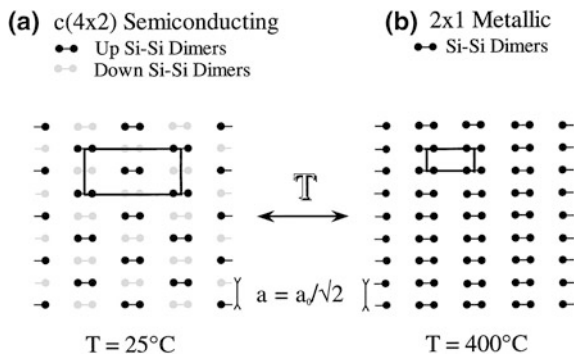 (a) c(4x2) Semiconducting
Up Si-Si Dimers
Down Si-Si Dimers
(b) 2x1 Metallic
Si-Si Dimers
T
a = a₀/√2
T = 25°C
T = 400°C